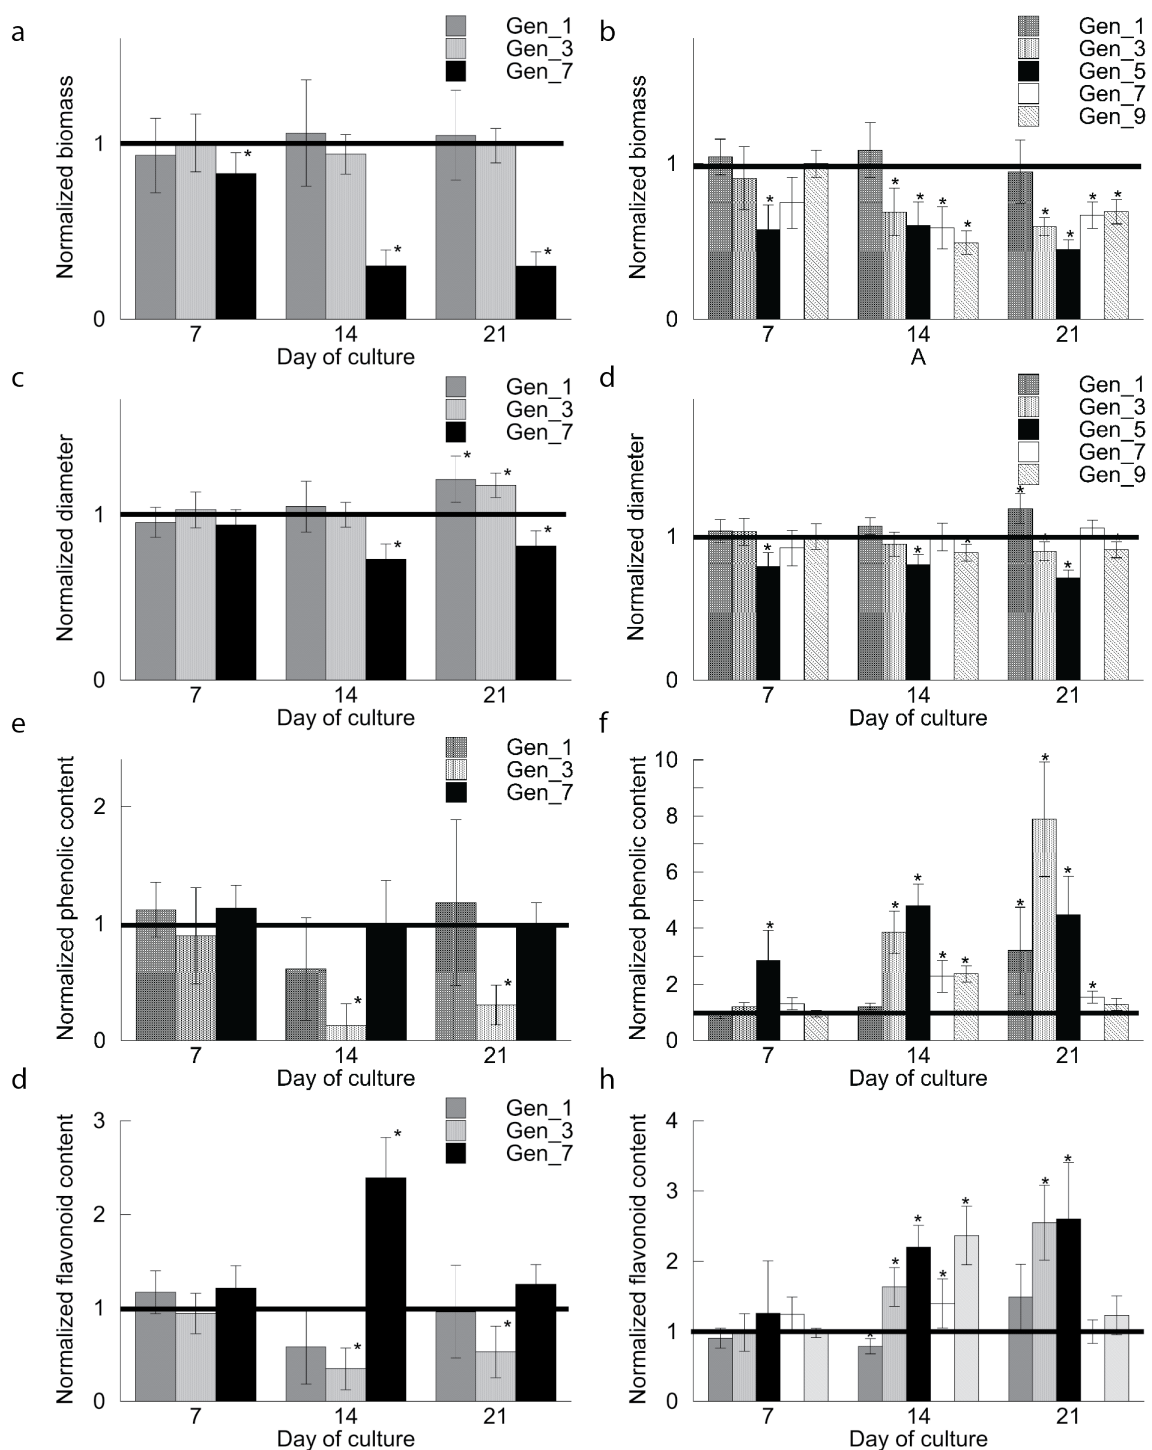 a
Gen_1
Gen_3
Gen_7
Normalized biomass
1
0
7
14
21
Day of culture
b
Gen_1
Gen_3
Gen_5
Gen_7
Gen_9
Normalized biomass
1
0
* * * * * * * * *
7
14
21
A
c
Gen_1
Gen_3
Gen_7
Normalized diameter
1
0
7
14
21
Day of culture
d
Gen_1
Gen_3
Gen_5
Gen_7
Gen_9
Normalized diameter
1
0
7
14
21
Day of culture
e
Gen_1
Gen_3
Gen_7
Normalized phenolic content
2
1
0
7
14
21
Day of culture
f
Normalized phenolic content
10
8
6
4
2
0
7
14
21
Day of culture
d
Gen_1
Gen_3
Gen_7
Normalized flavonoid content
3
2
1
0
7
14
21
Day of culture
h
Normalized flavonoid content
4
3
2
1
0
7
14
21
Day of culture